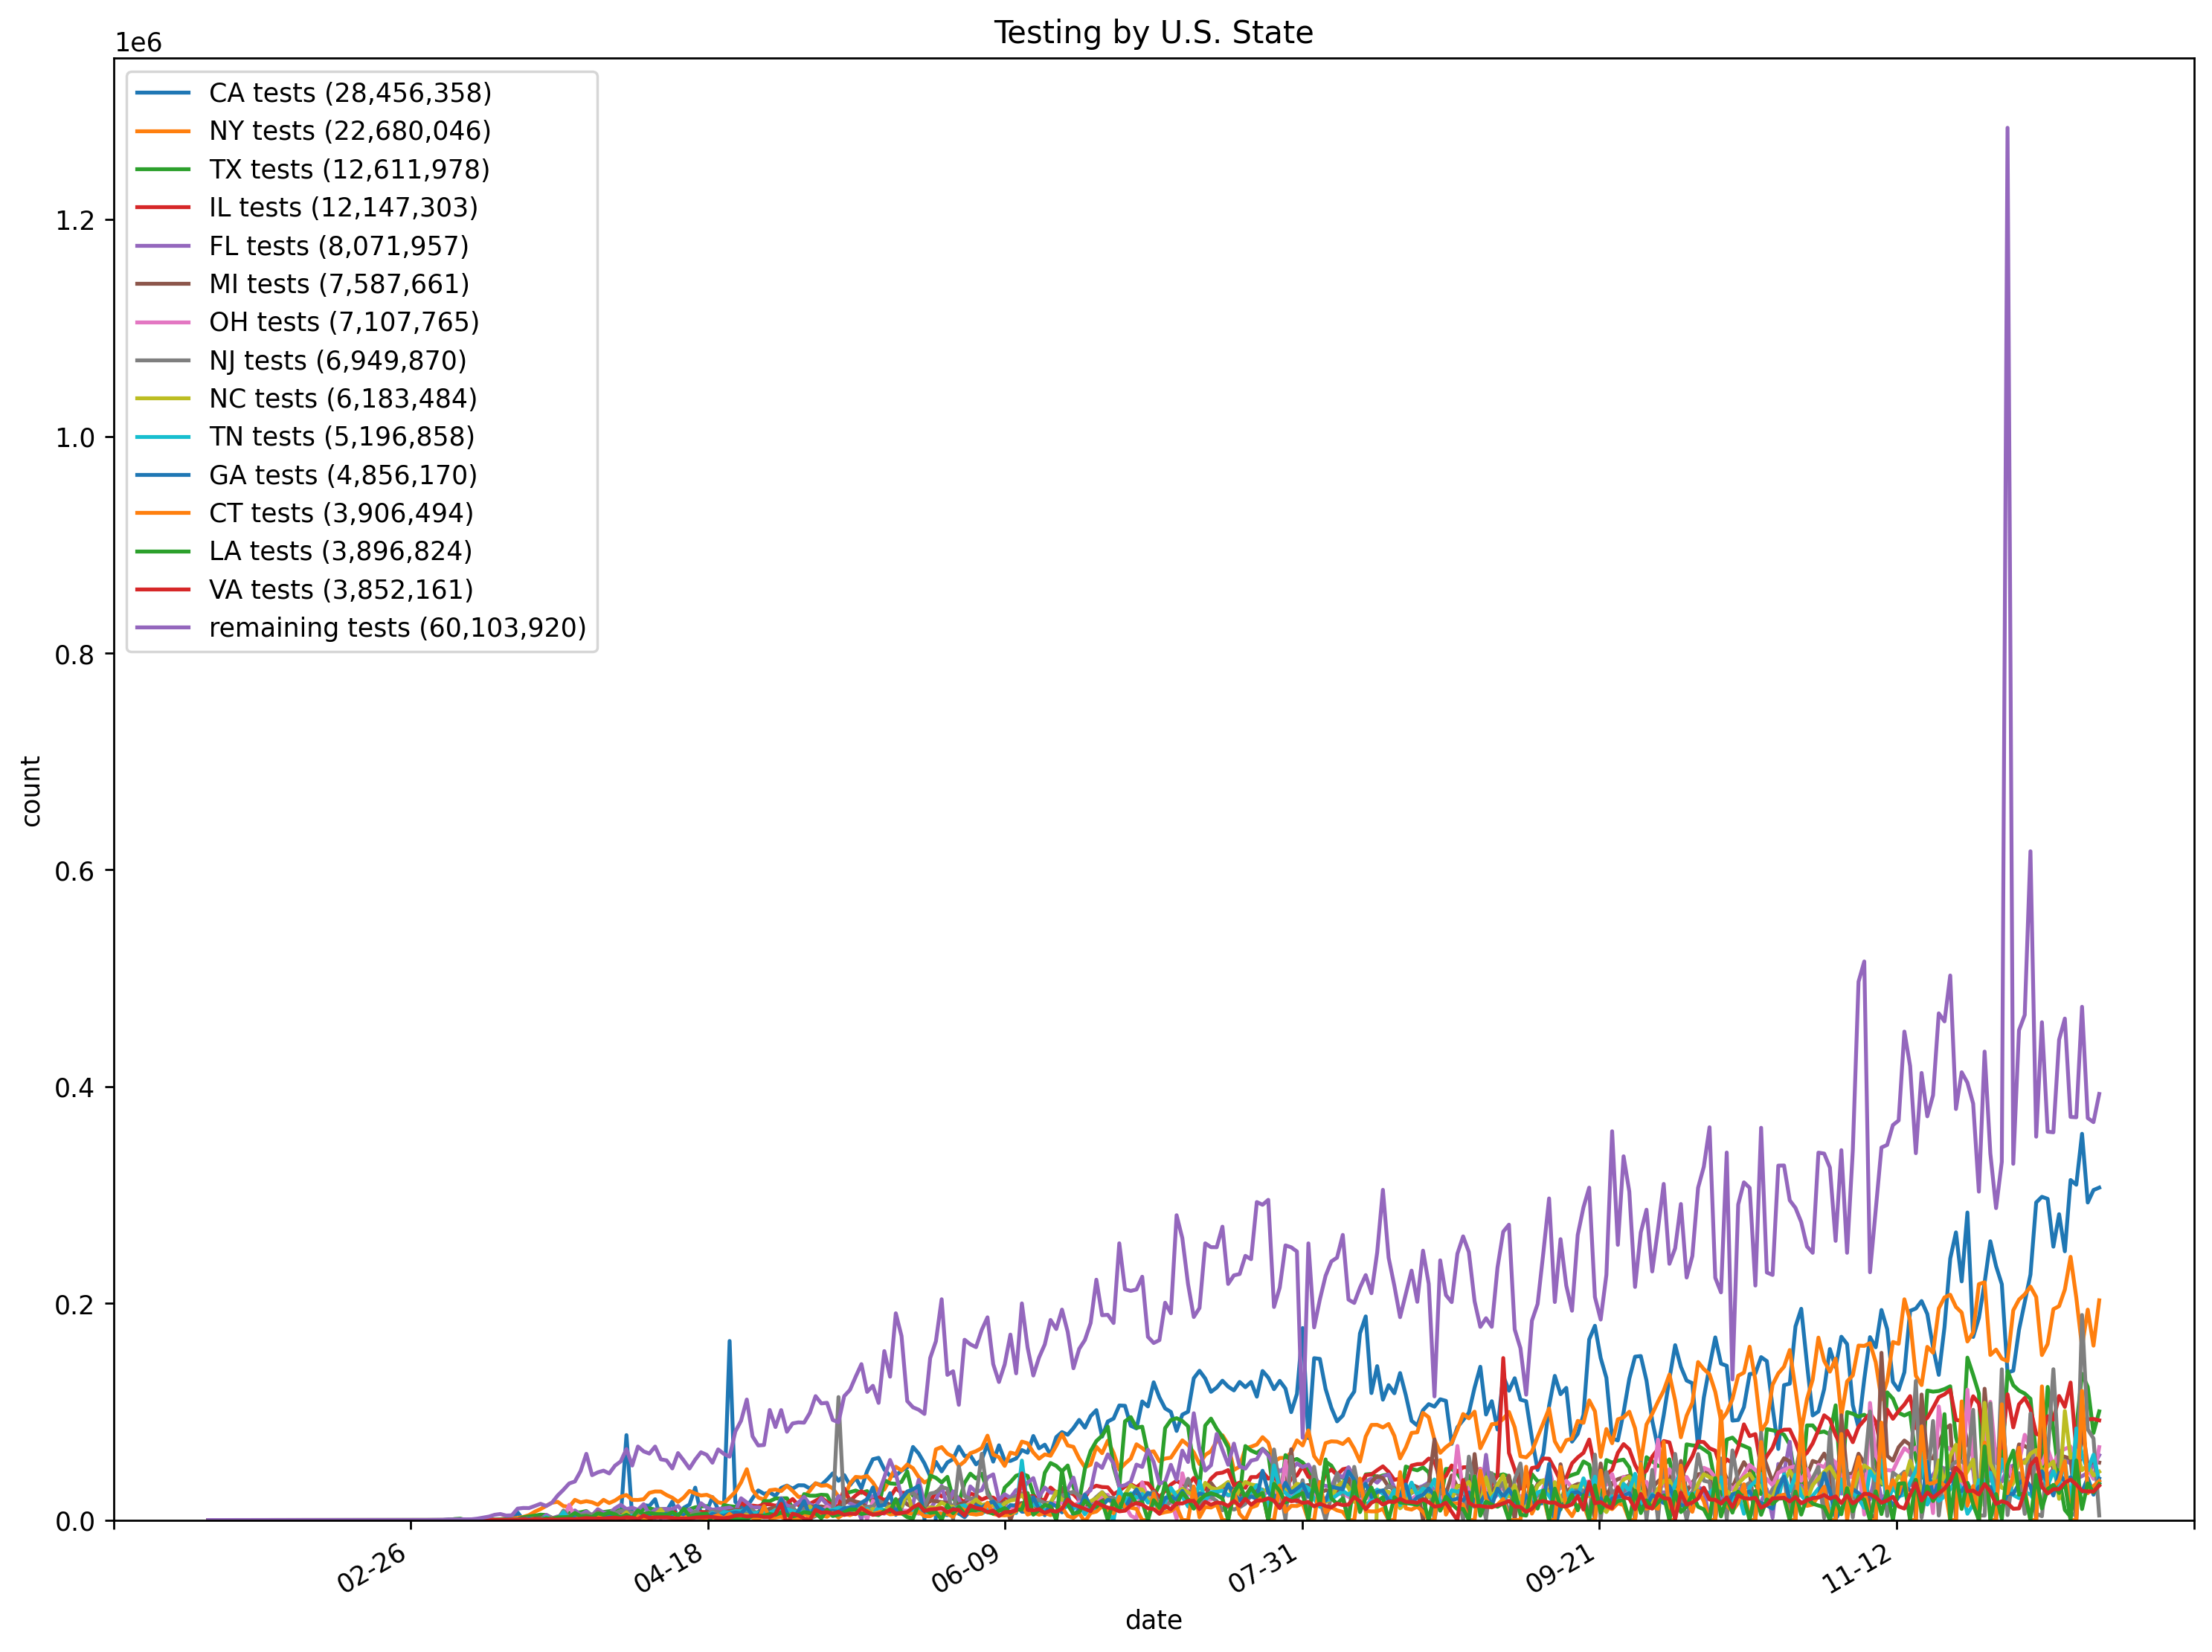 Testing by U.S. State
1e6
CA tests (28,456,358)
NY tests (22,680,046)
TX tests (12,611,978)
IL tests (12,147,303)
FL tests (8,071,957)
MI tests (7,587,661)
OH tests (7,107,765)
NJ tests (6,949,870)
NC tests (6,183,484)
TN tests (5,196,858)
GA tests (4,856,170)
CT tests (3,906,494)
LA tests (3,896,824)
VA tests (3,852,161)
remaining tests (60,103,920)
1.2
1.0
0.8
0.6
0.4
0.2
0.0
count
02-26
04-18
06-09
07-31
09-21
11-12
date